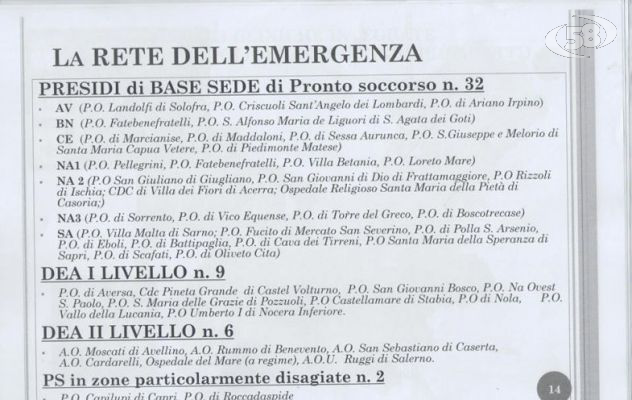 58
LA RETE DELL'EMERGENZA
PRESIDI di BASE SEDE di Pronto soccorso n. 32
AV (P.O. Landolfi di Solofra, P.O. Criscuoli Sant'Angelo dei Lombardi, P.O. di Ariano Irpino)
BN (P.O. Fatebenefratelli, P.O. S. Alfonso Maria de Liguori di S. Agata dei Goti)
CE (P.O. di Marcianise, P.O. di Maddaloni, P.O. di Sessa Aurunca, P.O. S.Giuseppe e Melorio di
Santa Maria Capua Vetere, P.O. di Piedimonte Matese)
NA1 (P.O. Pellegrini, P.O. Fatebenefratelli, P.O. Villa Betania, P.O. Loreto Mare)
NA 2 (P.O San Giuliano di Giugliano, P.O. San Giovanni di Dio di Frattamaggiore, P.O Rizzoli
di Ischia; CDC di Villa dei Fiori di Acerra; Ospedale Religioso Santa Maria della Pietà di
Casoria;)
NA3 (P.O. di Sorrento, P.O. di Vico Equense, P.O. di Torre del Greco, P.O. di Boscotrecase)
SA (P.O. Villa Malta di Sarno; P.O. Fucito di Mercato San Severino, P.O. di Polla S. Arsenio,
P.O. di Eboli, P.O. di Battipaglia, P.O. di Cava dei Tirreni, P.O Santa Maria della Speranza di
Sapri, P.O. di Scafati, P.O. di Oliveto Cita)
DEA I LIVELLO n. 9
P.O. di Aversa, Cdc Pineta Grande di Castel Volturno, P.O. San Giovanni Bosco, P.O. Na Ovest
S. Paolo, P.O. S. Maria delle Grazie di Pozzuoli, P.O Castellamare di Stabia, P.O di Nola, P.O.
Vallo della Lucania, P.O Umberto I di Nocera Inferiore.
DEA II LIVELLO n. 6
A.O. Moscati di Avellino, A.O. Rummo di Benevento, A.O. San Sebastiano di Caserta,
A.O. Cardarelli, Ospedale del Mare (a regime), A.O.U. Ruggi di Salerno.
PS in zone particolarmente disagiate n. 2
P.O. Capilupi di Capri, P.O. di Roccadaspide
14